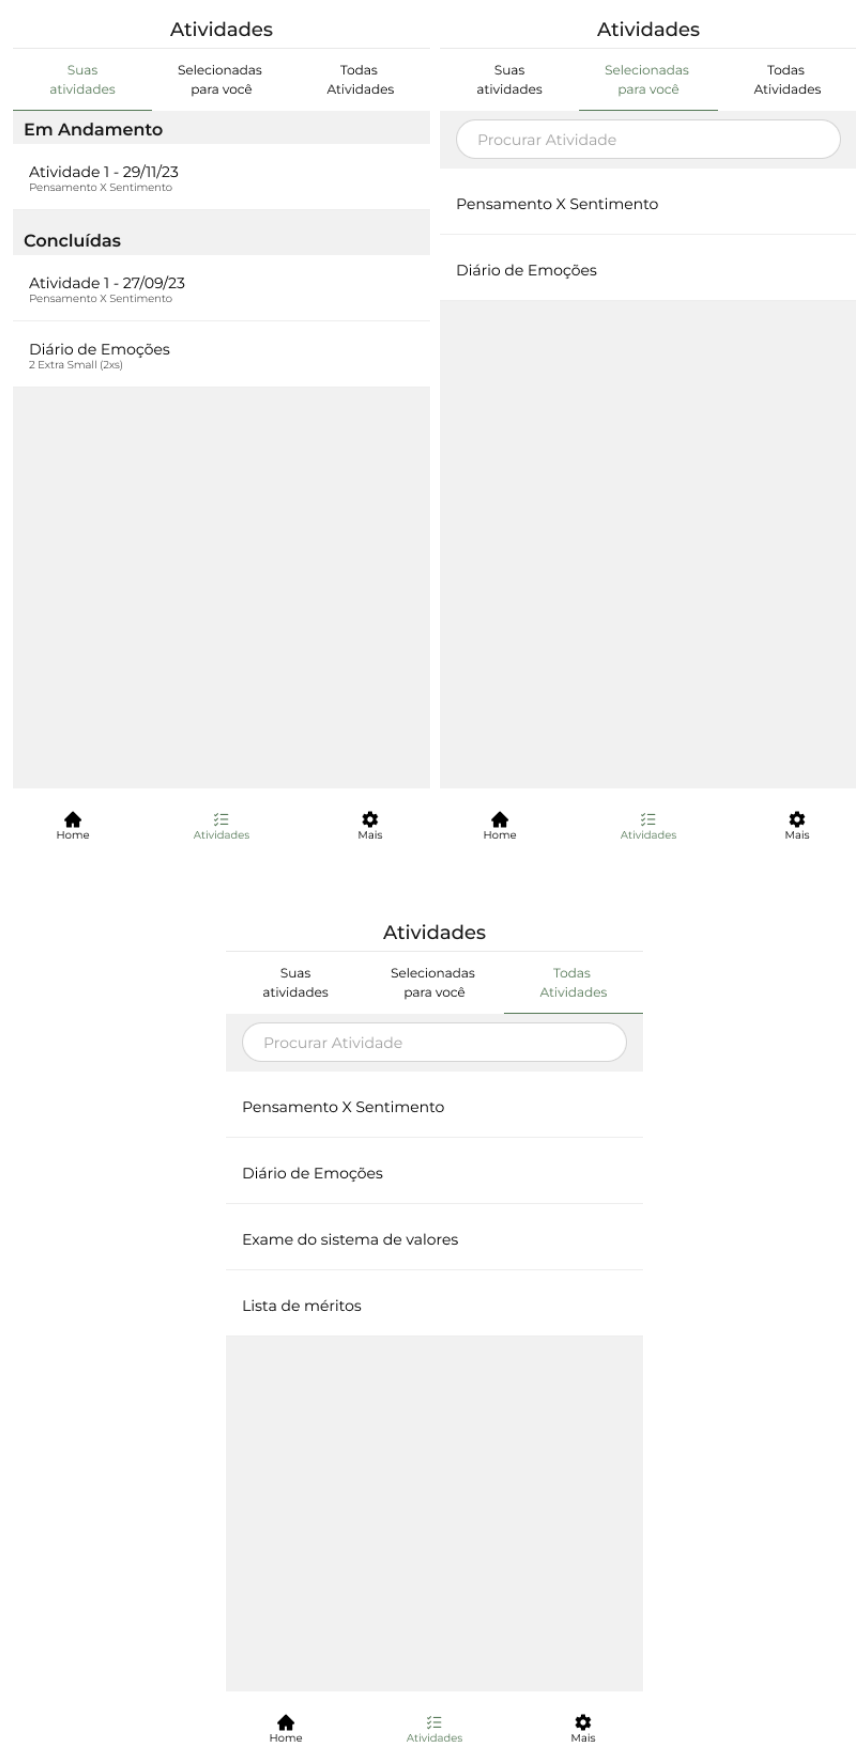 Atividades
Suas
atividades
Selecionadas
para você
Todas
Atividades
Em Andamento
Atividade 1 - 29/11/23
Pensamento X Sentimento
Concluídas
Atividade 1 - 27/09/23
Pensamento X Sentimento
Diário de Emoções
2 Extra Small (2xs)
Home
Atividades
Mais
Atividades
Suas
atividades
Selecionadas
para você
Todas
Atividades
Procurar Atividade
Pensamento X Sentimento
Diário de Emoções
Home
Atividades
Mais
Atividades
Suas
atividades
Selecionadas
para você
Todas
Atividades
Procurar Atividade
Pensamento X Sentimento
Diário de Emoções
Exame do sistema de valores
Lista de méritos
Home
Atividades
Mais